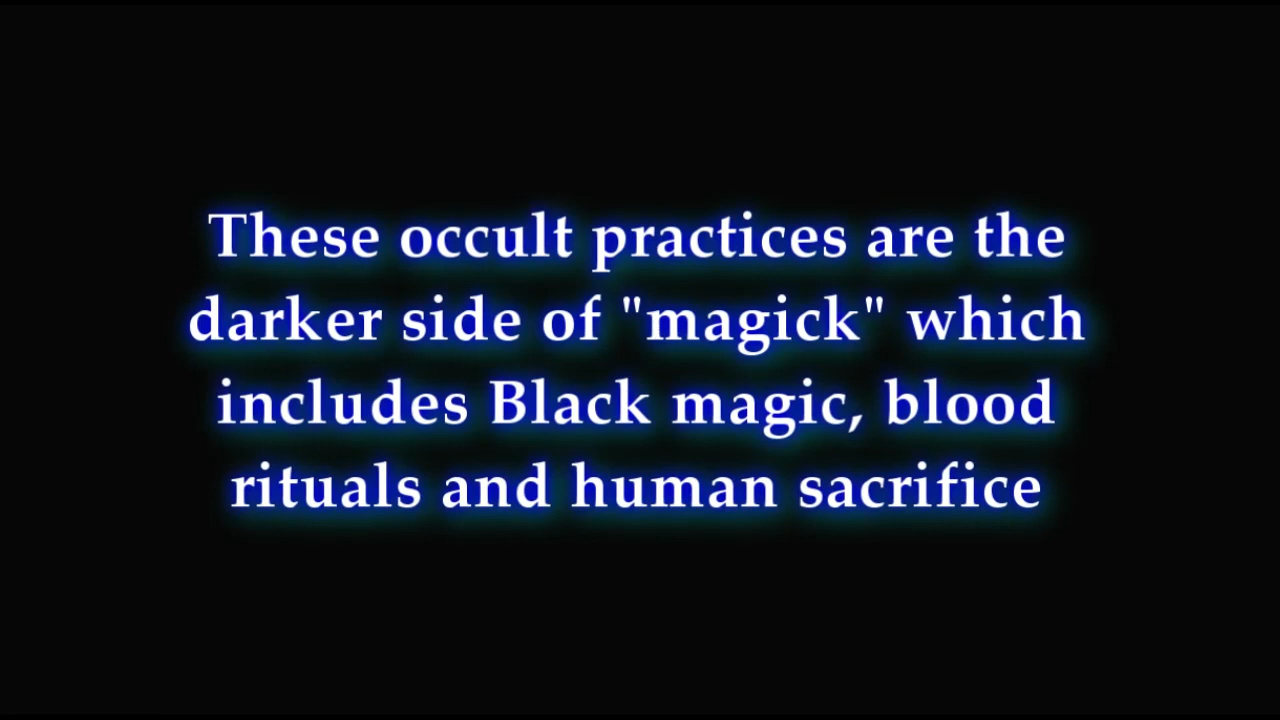 These occult practices are the
darker side of "magick" which
includes Black magic, blood
rituals and human sacrifice